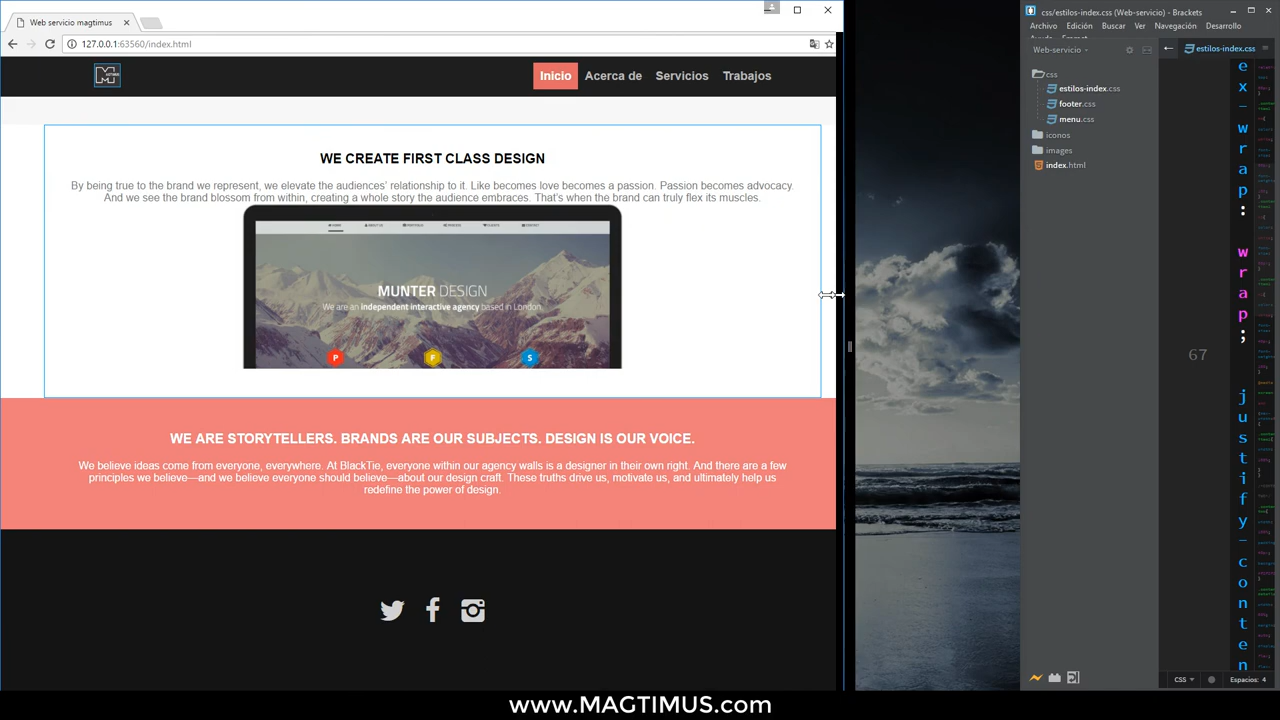 Web servicio magtimus
127.0.0.1:63560/index.html
Inicio Acerca de Servicios Trabajos
WE CREATE FIRST CLASS DESIGN
By being true to the brand we represent, we elevate the audiences' relationship to it. Like becomes love becomes a passion. Passion becomes advocacy.
And we see the brand blossom from within, creating a whole story the audience embraces. That's when the brand can truly flex its muscles.
MUNTER DESIGN
We are an independent interactive agency based in London.
P F S
WE ARE STORYTELLERS. BRANDS ARE OUR SUBJECTS. DESIGN IS OUR VOICE.
We believe ideas come from everyone, everywhere. At BlackTie, everyone within our agency walls is a designer in their own right. And there are a few
principles we believe—and we believe everyone should believe—about our design craft. These truths drive us, motivate us, and ultimately help us
redefine the power of design.
css/estilos-index.css (Web-servicio) - Brackets
Archivo Edición Buscar Ver Navegación Desarrollo
Ayuda Format
Web-servicio
css
estilos-index.css
footer.css
menu.css
iconos
images
index.html
estilos-index.css
67
e
x
-
w
r
a
p
:
w
r
a
p
;
j
u
s
t
i
f
y
-
c
o
n
t
e
n
CSS
Espacios: 4
www.MAGTIMUS.com